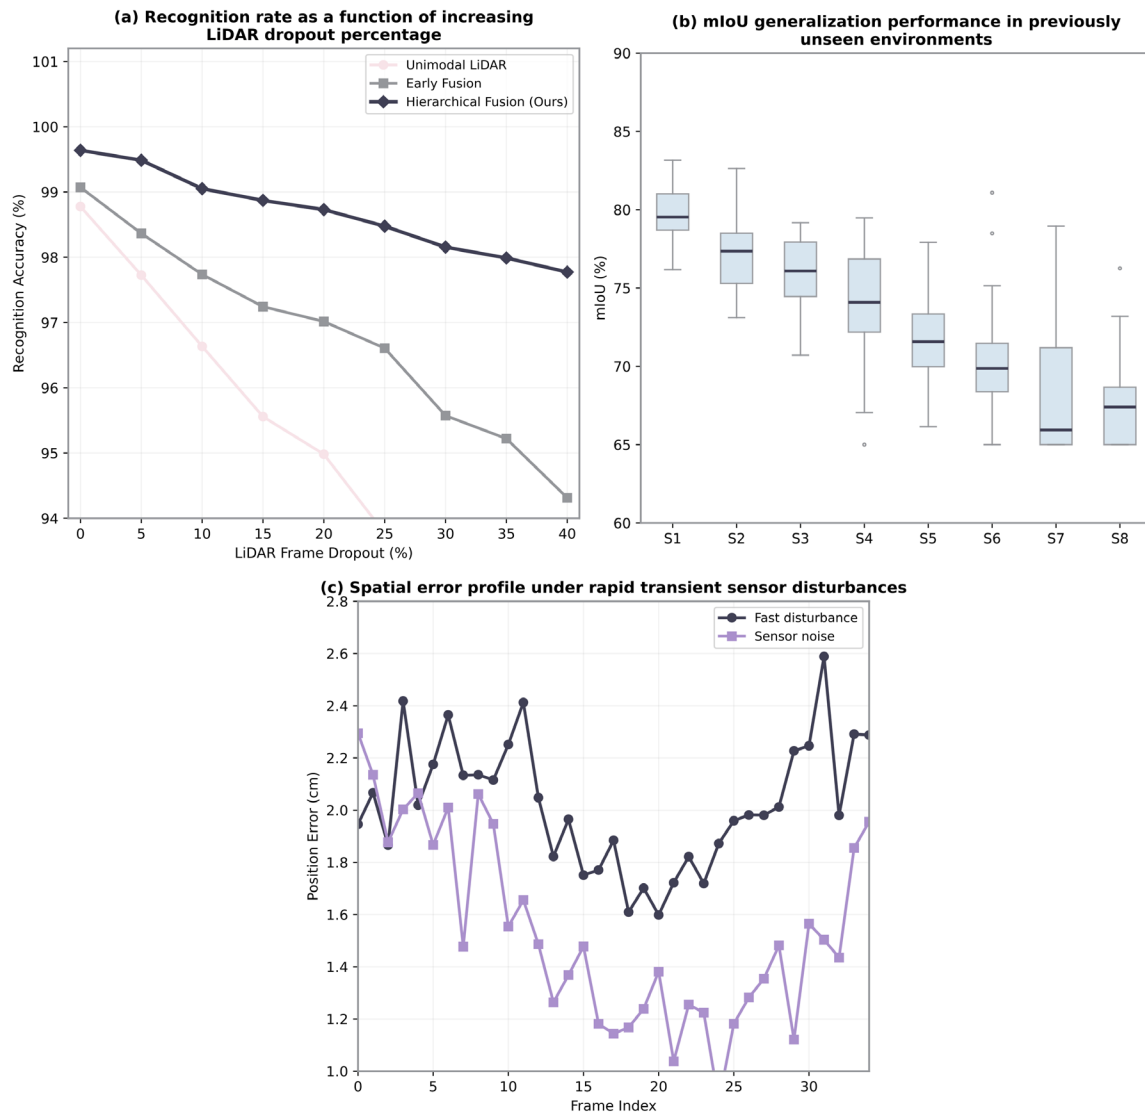 (a) Recognition rate as a function of increasing
LiDAR dropout percentage
101
100
99
98
97
96
95
94
Recognition Accuracy (%)
Unimodal LiDAR
Early Fusion
Hierarchical Fusion (Ours)
0 5 10 15 20 25 30 35 40
LiDAR Frame Dropout (%)
(b) mIoU generalization performance in previously
unseen environments
90
85
80
75
70
65
60
mIoU (%)
S1 S2 S3 S4 S5 S6 S7 S8
(c) Spatial error profile under rapid transient sensor disturbances
2.8
2.6
2.4
2.2
2.0
1.8
1.6
1.4
1.2
1.0
Position Error (cm)
Fast disturbance
Sensor noise
0 5 10 15 20 25 30
Frame Index